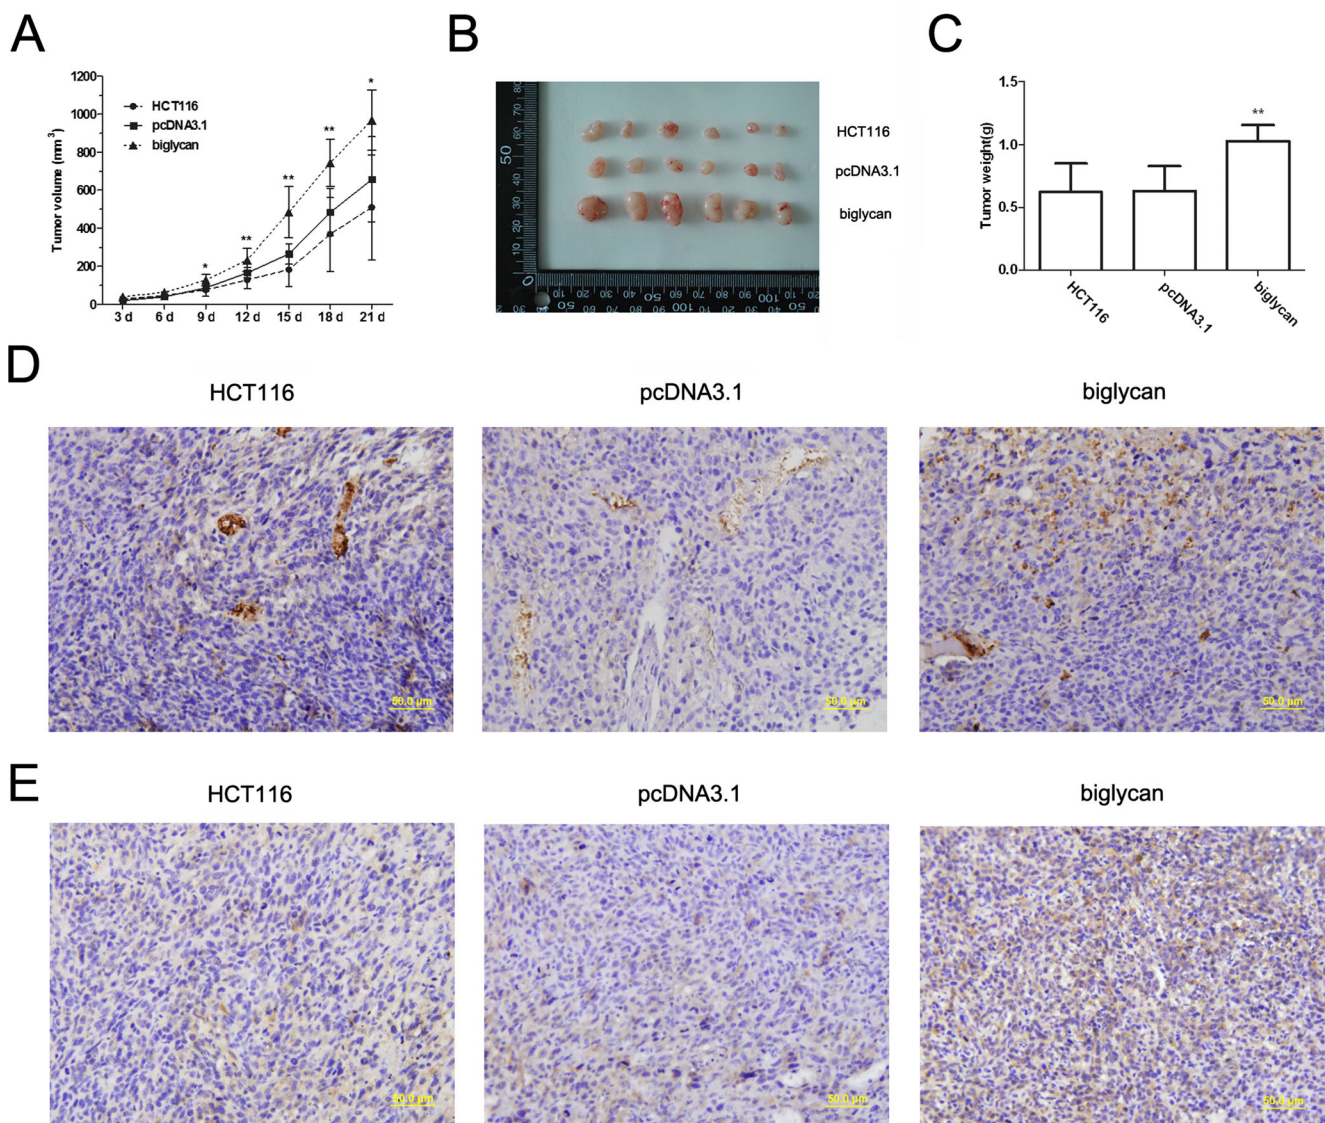 A
B
C
1200
1000
800
600
400
200
0
Tumor volume (mm³)
HCT116
pcDNA3.1
biglycan
*
**
**
**
*
3 d
6 d
9 d
12 d
15 d
18 d
21 d
HCT116
pcDNA3.1
biglycan
1.5
1.0
0.5
0.0
Tumor weight(g)
**
HCT116
pcDNA3.1
biglycan
D
HCT116
pcDNA3.1
biglycan
50.0 µm
50.0 µm
50.0 µm
E
HCT116
pcDNA3.1
biglycan
50.0 µm
50.0 µm
50.0 µm